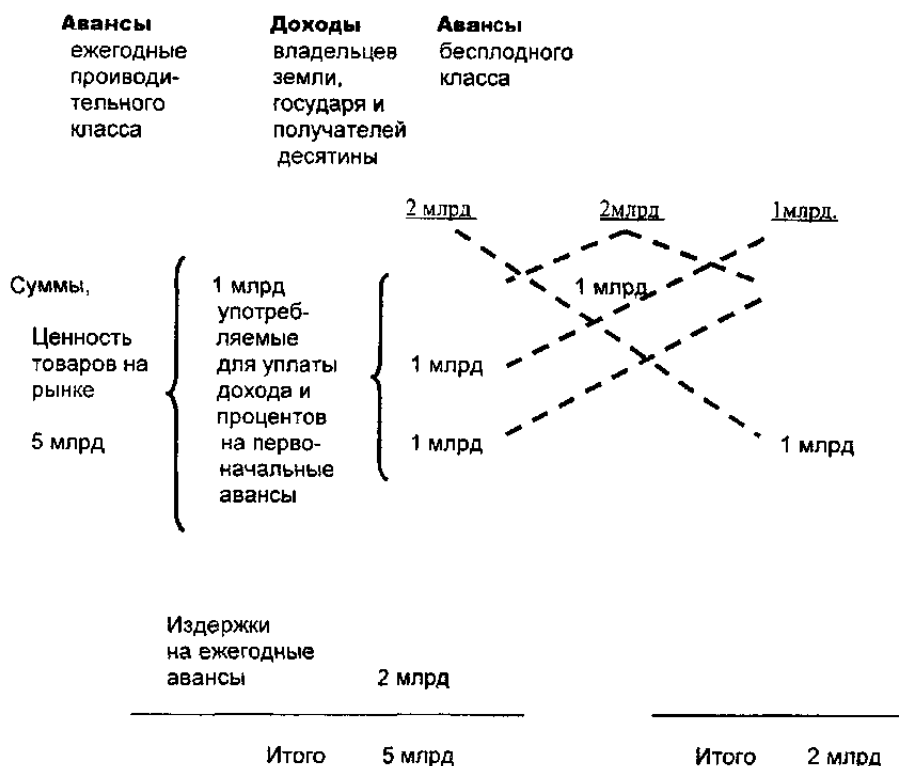 Авансы
ежегодные
проиводи-
тельного
класса
Доходы
владельцев
земли,
государя и
получателей
десятины
Авансы
бесплодного
класса
2 млрд 2млрд 1млрд.
Суммы,
Ценность
товаров на
рынке
5 млрд
1 млрд
употреб-
ляемые
для уплаты
дохода и
процентов
на перво-
начальные
авансы
1 млрд.
1 млрд
1 млрд
1 млрд
Издержки
на ежегодные
авансы 2 млрд
Итого 5 млрд
Итого 2 млрд